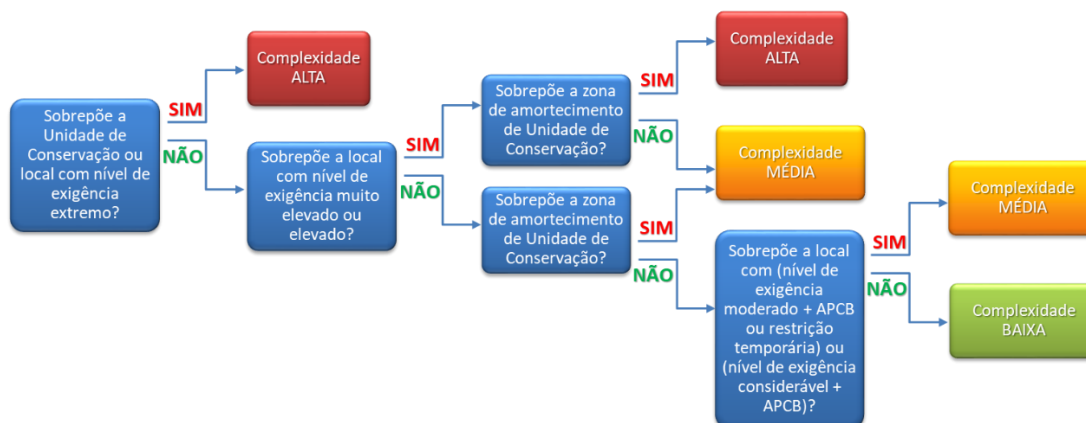 Sobrepõe a
Unidade de
Conservação ou
local com nível de
exigência
extremo?
SIM
NÃO
Complexidade
ALTA
Sobrepõe a local
com nível de
exigência muito
elevado ou
elevado?
SIM
NÃO
Sobrepõe a zona
de amortecimento
de Unidade de
Conservação?
SIM
NÃO
Complexidade
ALTA
Complexidade
MÉDIA
Sobrepõe a zona
de amortecimento
de Unidade de
Conservação?
SIM
NÃO
Sobrepõe a local
com (nível de
exigência
moderado + APCB
ou restrição
temporária) ou
(nível de exigência
considerável +
APCB)?
SIM
NÃO
Complexidade
MÉDIA
Complexidade
BAIXA